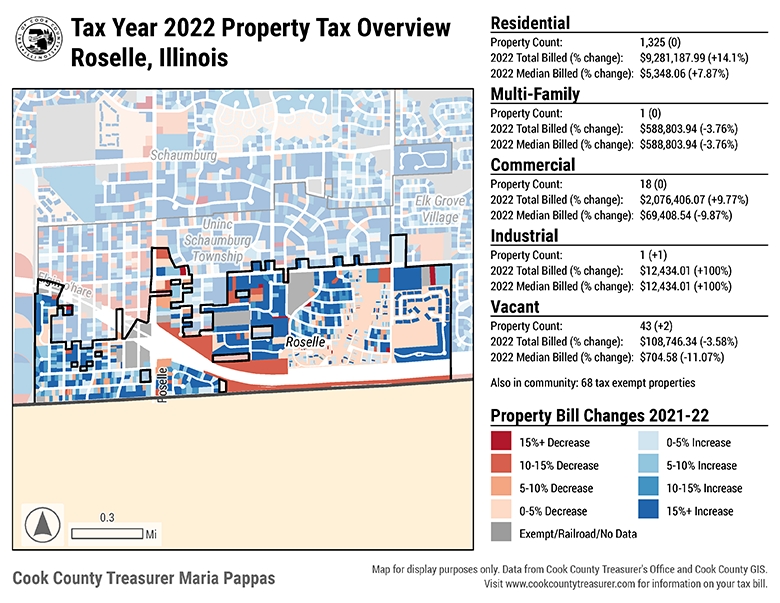 Tax Year 2022 Property Tax Overview
Roselle, Illinois
Schaumburg
Elk Grove
Village
Uninc
Schaumburg
Township
Elgin O'hare
Roselle
Roselle
0.3
Mi
Cook County Treasurer Maria Pappas
Residential
Property Count: 1,325 (0)
2022 Total Billed (% change): $9,281,187.99 (+14.1%)
2022 Median Billed (% change): $5,348.06 (+7.87%)
Multi-Family
Property Count: 1 (0)
2022 Total Billed (% change): $588,803.94 (-3.76%)
2022 Median Billed (% change): $588,803.94 (-3.76%)
Commercial
Property Count: 18 (0)
2022 Total Billed (% change): $2,076,406.07 (+9.77%)
2022 Median Billed (% change): $69,408.54 (-9.87%)
Industrial
Property Count: 1 (+1)
2022 Total Billed (% change): $12,434.01 (+100%)
2022 Median Billed (% change): $12,434.01 (+100%)
Vacant
Property Count: 43 (+2)
2022 Total Billed (% change): $108,746.34 (-3.58%)
2022 Median Billed (% change): $704.58 (-11.07%)
Also in community: 68 tax exempt properties
Property Bill Changes 2021-22
15%+ Decrease
10-15% Decrease
5-10% Decrease
0-5% Decrease
Exempt/Railroad/No Data
0-5% Increase
5-10% Increase
10-15% Increase
15%+ Increase
Map for display purposes only. Data from Cook County Treasurer's Office and Cook County GIS.
Visit www.cookcountytreasurer.com for information on your tax bill.